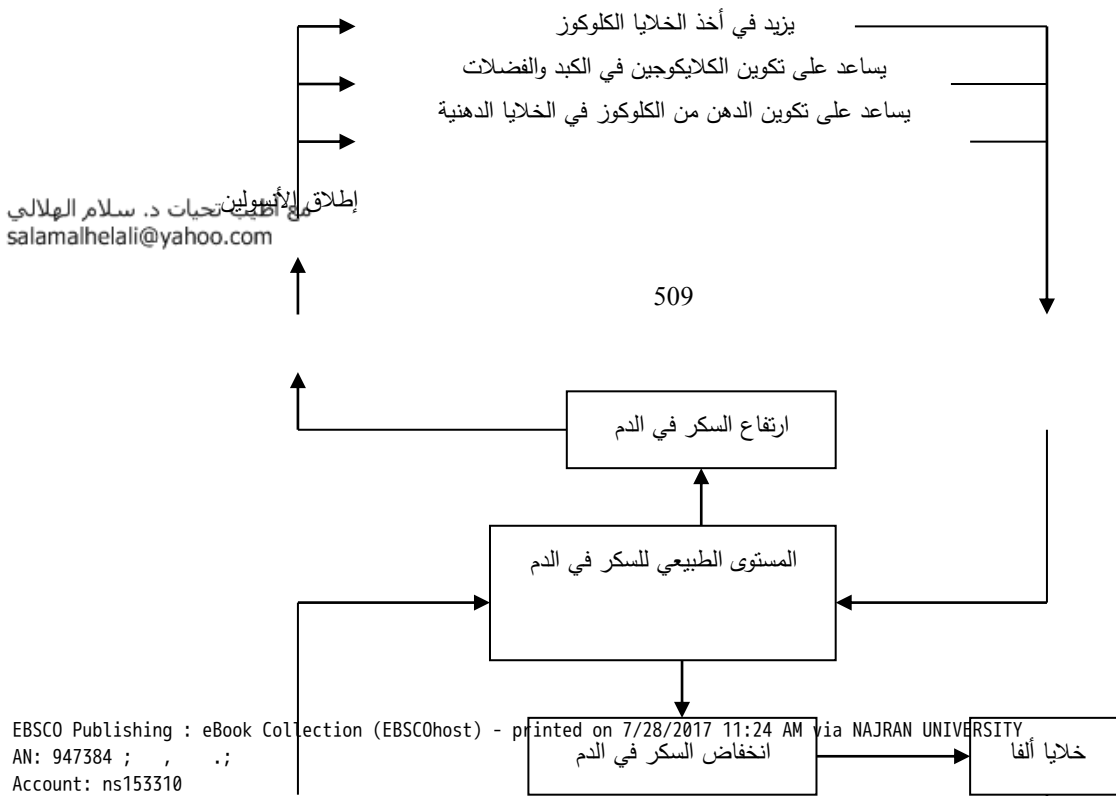 يزيد في أخذ الخلايا الكلوكوز
يساعد على تكوين الكلايكوجين في الكبد والفضلات
يساعد على تكوين الدهن من الكلوكوز في الخلايا الدهنية
إطلاق الأنسولين
مع أطيب تحيات د. سلام الهلالي
salamalhelali@yahoo.com
509
ارتفاع السكر في الدم
المستوى الطبيعي للسكر في الدم
انخفاض السكر في الدم
خلايا ألفا
EBSCO Publishing : eBook Collection (EBSCOhost) - printed on 7/28/2017 11:24 AM via NAJRAN UNIVERSITY
AN: 947384 ; , .;
Account: ns153310